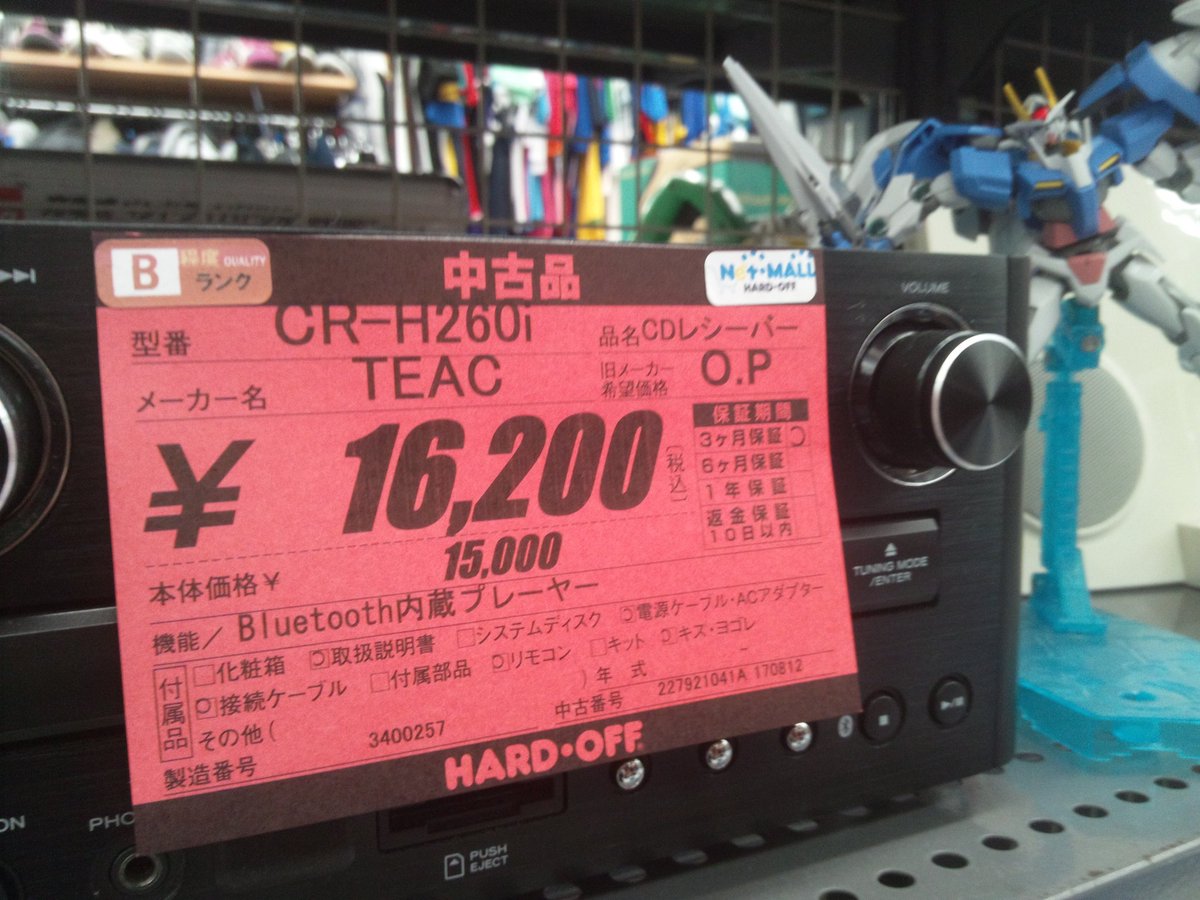 B 程度 QUALITY ランク
中古品
Net・MALL
HARD-OFF
型番 CR-H260i
品名 CDレシーバー
メーカー名 TEAC
旧メーカー
希望価格 O.P
¥ 16,200 (税込)
保証期間
3ヶ月保証
6ヶ月保証
1年保証
返金保証
10日以内
本体価格¥ 15,000
機能／ Bluetooth内蔵プレーヤー
付属品
化粧箱 取扱説明書 システムディスク 電源ケーブル・ACアダプター
接続ケーブル 付属部品 リモコン キット キズ・ヨゴレ
その他( )年 式 -
製造番号 3400257
中古番号 227921041A 170812
HARD・OFF
VOLUME
TUNING MODE
/ENTER
ON
PHO
PUSH
EJECT